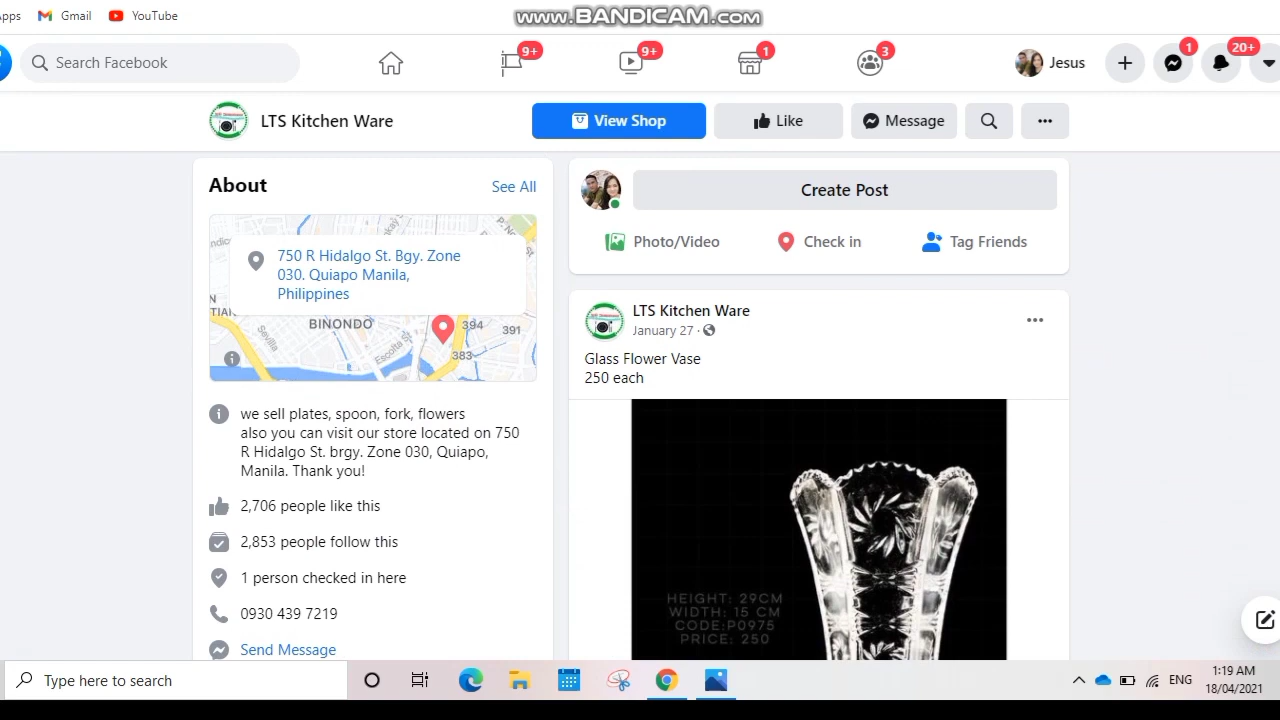 www.BANDICAM.com
Gmail
YouTube
Search Facebook
9+
9+
1
3
Jesus
1
20+
LTS Kitchen Ware
View Shop
Like
Message
About
See All
750 R Hidalgo St. Bgy. Zone
030. Quiapo Manila,
Philippines
BINONDO
394
391
383
Sevilla
Escolta St
we sell plates, spoon, fork, flowers
also you can visit our store located on 750
R Hidalgo St. brgy. Zone 030, Quiapo,
Manila. Thank you!
2,706 people like this
2,853 people follow this
1 person checked in here
0930 439 7219
Send Message
Create Post
Photo/Video
Check in
Tag Friends
LTS Kitchen Ware
January 27
Glass Flower Vase
250 each
HEIGHT: 29CM
WIDTH: 15 CM
CODE:P0975
PRICE: 250
Type here to search
ENG
1:19 AM
18/04/2021